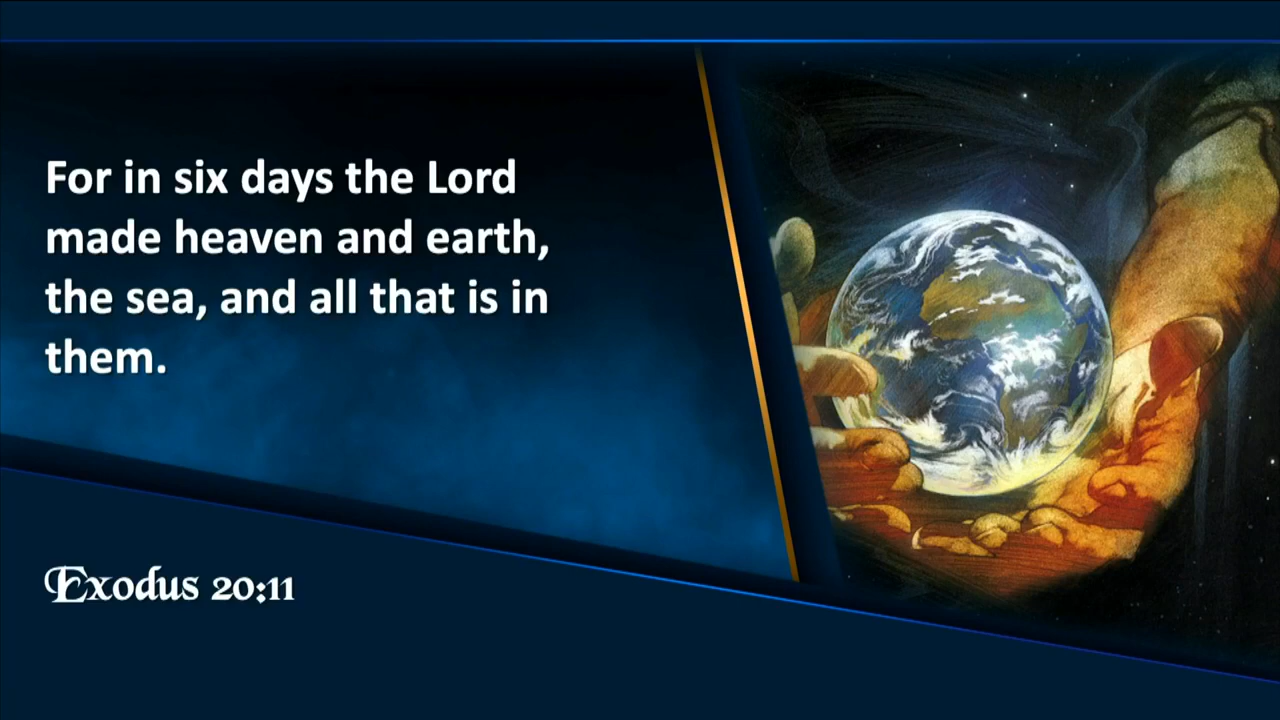 For in six days the Lord
made heaven and earth,
the sea, and all that is in
them.
Exodus 20:11